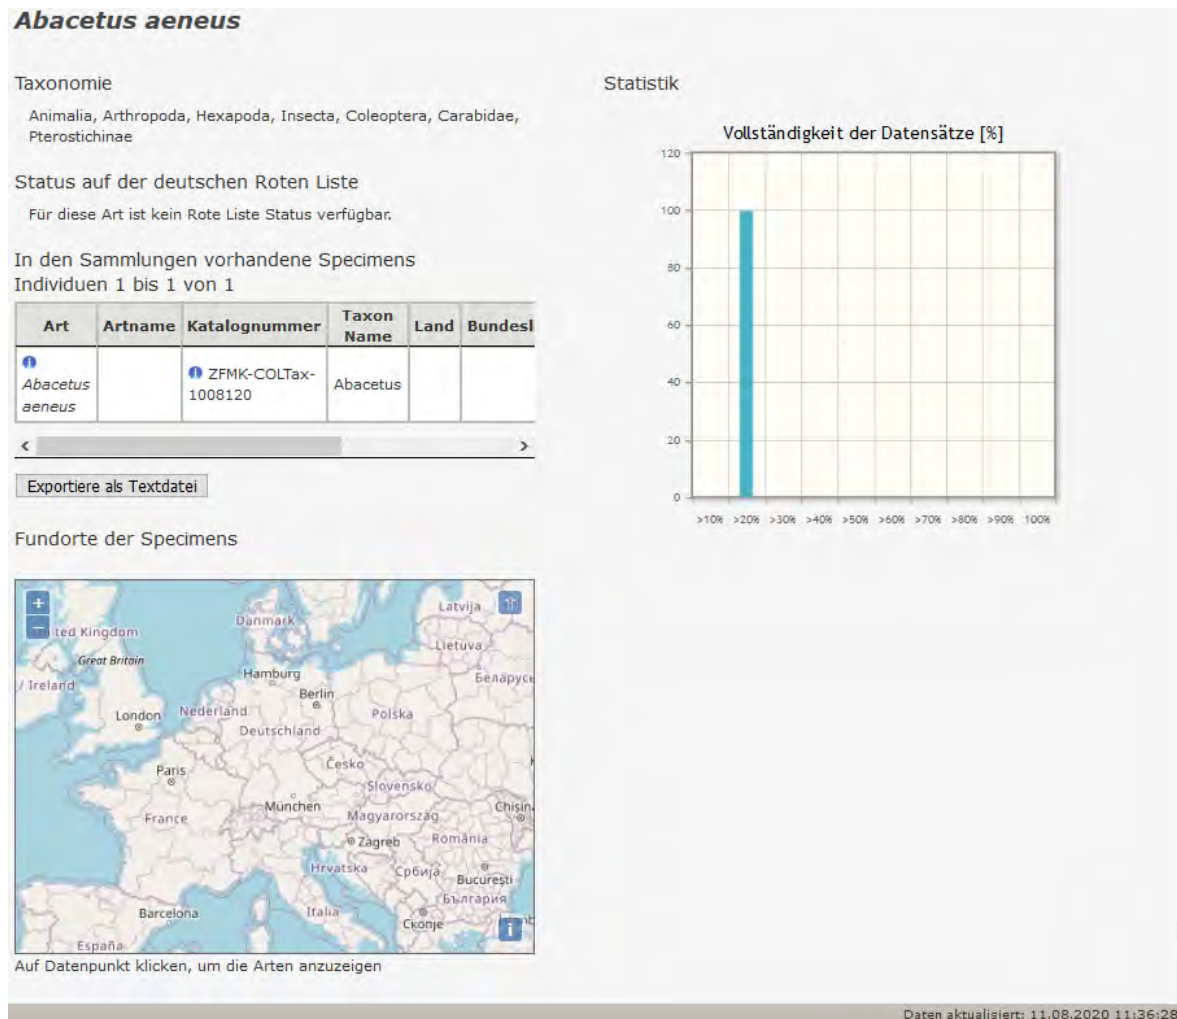 Abacetus aeneus
Taxonomie
Animalia, Arthropoda, Hexapoda, Insecta, Coleoptera, Carabidae,
Pterostichinae
Status auf der deutschen Roten Liste
Für diese Art ist kein Rote Liste Status verfügbar.
In den Sammlungen vorhandene Specimens
Individuen 1 bis 1 von 1
Art Artname Katalognummer Taxon Name Land Bundesl
Abacetus aeneus ZFMK-COLTax-1008120 Abacetus
Exportiere als Textdatei
Fundorte der Specimens
Latvija
Danmark
ted Kingdom
Lietuva
Great Britain
Hamburg
/ Ireland
Беларусь
Berlin
London
Nederland
Polska
Deutschland
Paris
Česko
Slovensko
München
Chișin
France
Magyarország
Zagreb
România
Hrvatska
Србија
București
България
Barcelona
Italia
Скопје
España
Auf Datenpunkt klicken, um die Arten anzuzeigen
Statistik
Vollständigkeit der Datensätze [%]
120
100
80
60
40
20
0
>10% >20% >30% >40% >50% >60% >70% >80% >90% 100%
Daten aktualisiert: 11.08.2020 11:36:28